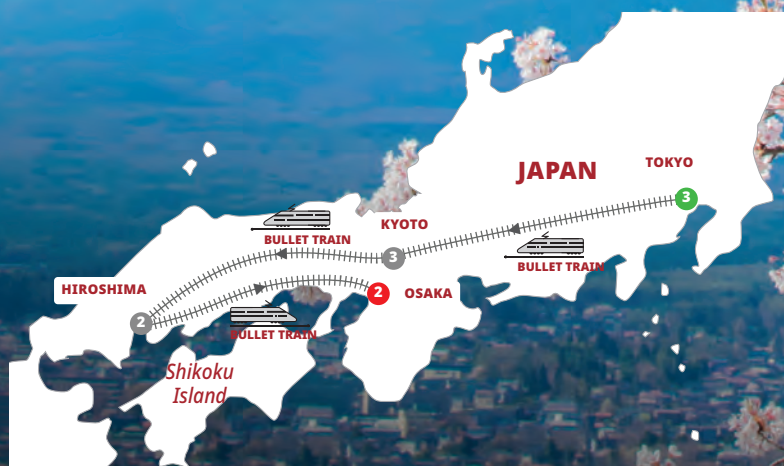 JAPAN
TOKYO
3
KYOTO
3
BULLET TRAIN
BULLET TRAIN
HIROSHIMA
2
OSAKA
2
BULLET TRAIN
Shikoku
Island